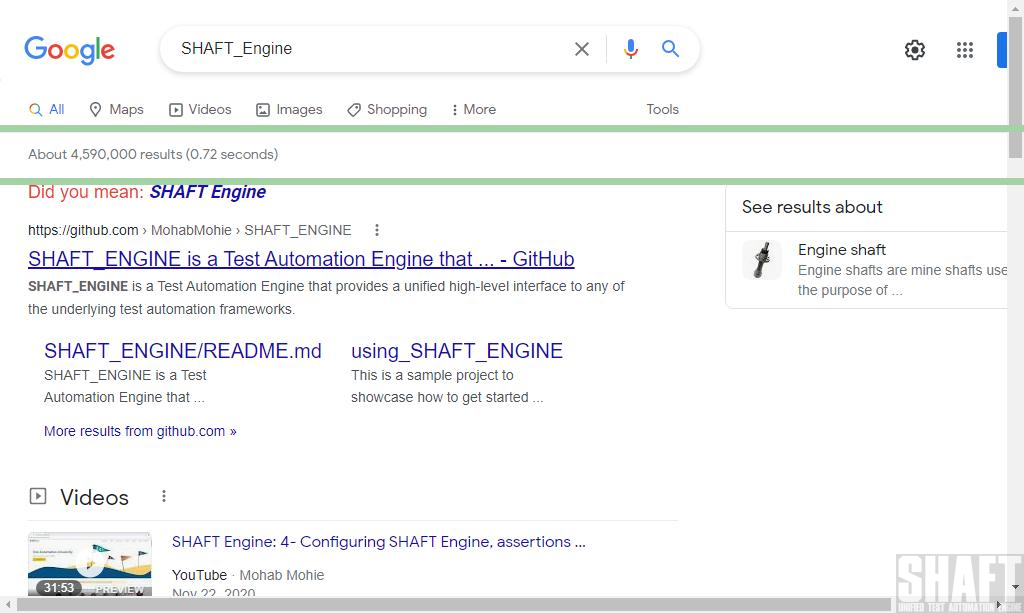 Google
SHAFT_Engine
All
Maps
Videos
Images
Shopping
More
Tools
About 4,590,000 results (0.72 seconds)
Did you mean: SHAFT Engine
https://github.com › MohabMohie › SHAFT_ENGINE
SHAFT_ENGINE is a Test Automation Engine that ... - GitHub
SHAFT_ENGINE is a Test Automation Engine that provides a unified high-level interface to any of
the underlying test automation frameworks.
SHAFT_ENGINE/README.md
SHAFT_ENGINE is a Test
Automation Engine that ...
using_SHAFT_ENGINE
This is a sample project to
showcase how to get started ...
More results from github.com »
See results about
Engine shaft
Engine shafts are mine shafts use
the purpose of ...
Videos
31:53
PREVIEW
SHAFT Engine: 4- Configuring SHAFT Engine, assertions ...
YouTube · Mohab Mohie
Nov 22, 2020
SHAFT
UNIFIED TEST AUTOMATION